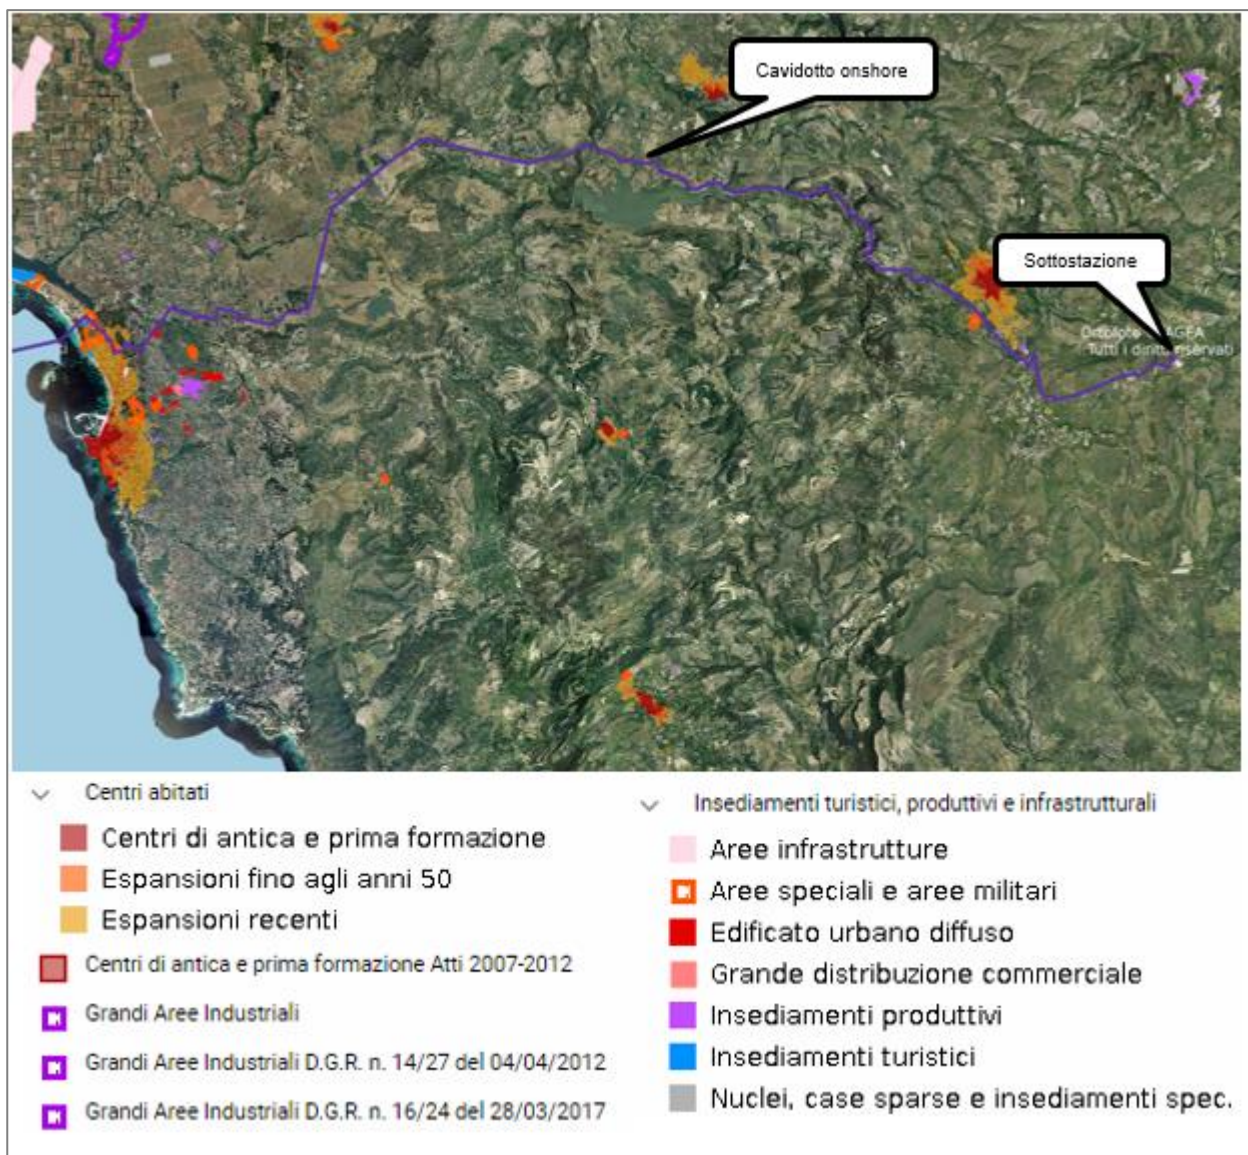 Cavidotto onshore
Sottostazione
Tutti i diritti riservati
Centri abitati
Centri di antica e prima formazione
Espansioni fino agli anni 50
Espansioni recenti
Centri di antica e prima formazione Atti 2007-2012
Grandi Aree Industriali
Grandi Aree Industriali D.G.R. n. 14/27 del 04/04/2012
Grandi Aree Industriali D.G.R. n. 16/24 del 28/03/2017
Insediamenti turistici, produttivi e infrastrutturali
Aree infrastrutture
Aree speciali e aree militari
Edificato urbano diffuso
Grande distribuzione commerciale
Insediamenti produttivi
Insediamenti turistici
Nuclei, case sparse e insediamenti spec.